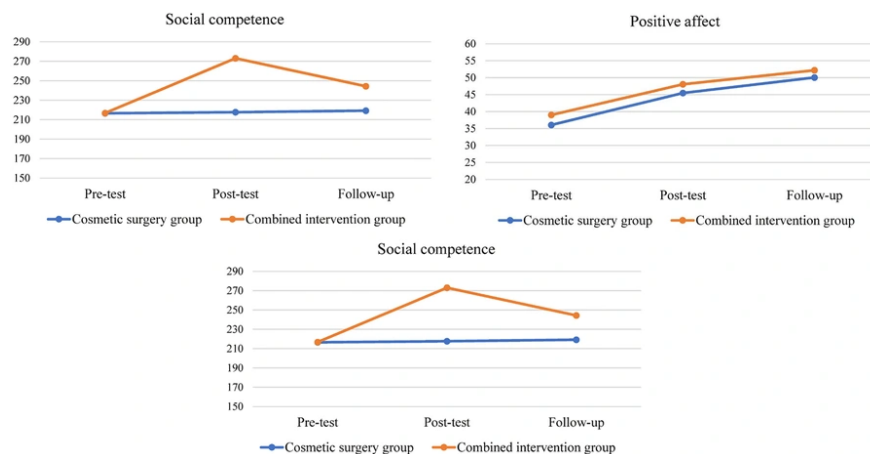 Social competence
290
270
250
230
210
190
170
150
Pre-test Post-test Follow-up
Cosmetic surgery group Combined intervention group
Positive affect
60
55
50
45
40
35
30
25
20
Pre-test Post-test Follow-up
Cosmetic surgery group Combined intervention group
Social competence
290
270
250
230
210
190
170
150
Pre-test Post-test Follow-up
Cosmetic surgery group Combined intervention group